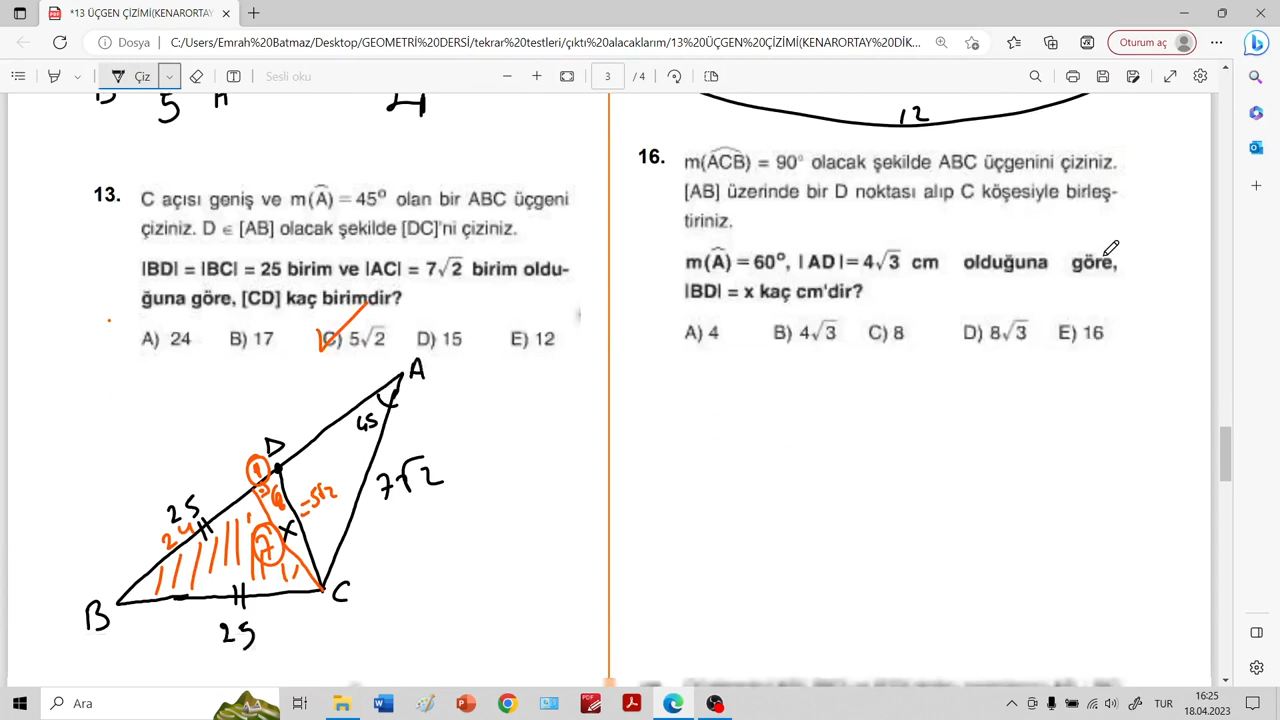 *13 ÜÇGEN ÇİZİMİ(KENARORTAY
Dosya
C:/Users/Emrah%20Batmaz/Desktop/GEOMETRİ%20DERSİ/tekrar%20testleri/çıktı%20alacaklarım/13%20ÜÇGEN%20ÇİZİMİ(KENARORTAY%20DİK...
Oturum aç
Çiz
Sesli oku
3 / 4
5
4
12
13.
C açısı geniş ve m(A) = 45° olan bir ABC üçgeni
çiziniz. D ∈ [AB] olacak şekilde [DC]'ni çiziniz.
|BD| = |BC| = 25 birim ve |AC| = 7√2 birim oldu-
ğuna göre, [CD] kaç birimdir?
A) 24 B) 17 C) 5√2 D) 15 E) 12
A
45
D
1
25
24
7√2
=5√2
x
7
B
C
25
16.
m(ACB) = 90° olacak şekilde ABC üçgenini çiziniz.
[AB] üzerinde bir D noktası alıp C köşesiyle birleş-
tiriniz.
m(A) = 60°, |AD| = 4√3 cm olduğuna göre,
|BD| = x kaç cm'dir?
A) 4 B) 4√3 C) 8 D) 8√3 E) 16
Ara
TUR
16:25
18.04.2023